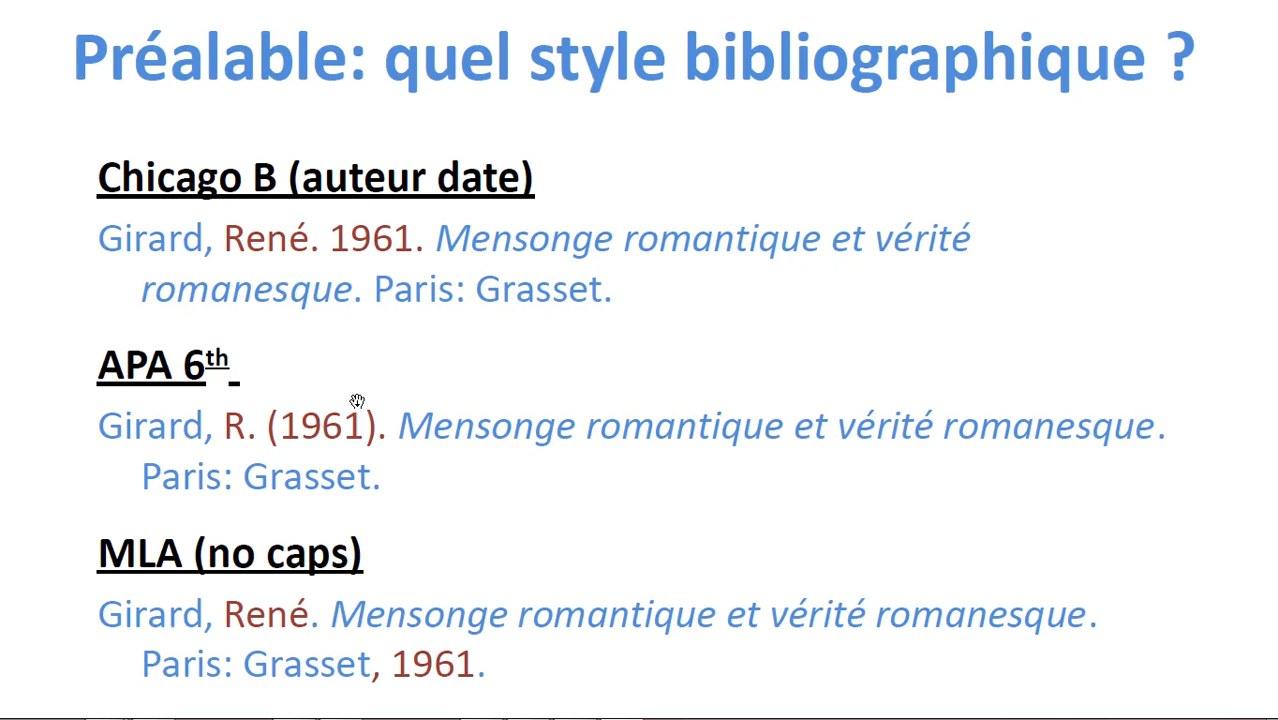 Préalable: quel style bibliographique ?
Chicago B (auteur date)
Girard, René. 1961. Mensonge romantique et vérité
romanesque. Paris: Grasset.
APA 6th
Girard, R. (1961). Mensonge romantique et vérité romanesque.
Paris: Grasset.
MLA (no caps)
Girard, René. Mensonge romantique et vérité romanesque.
Paris: Grasset, 1961.